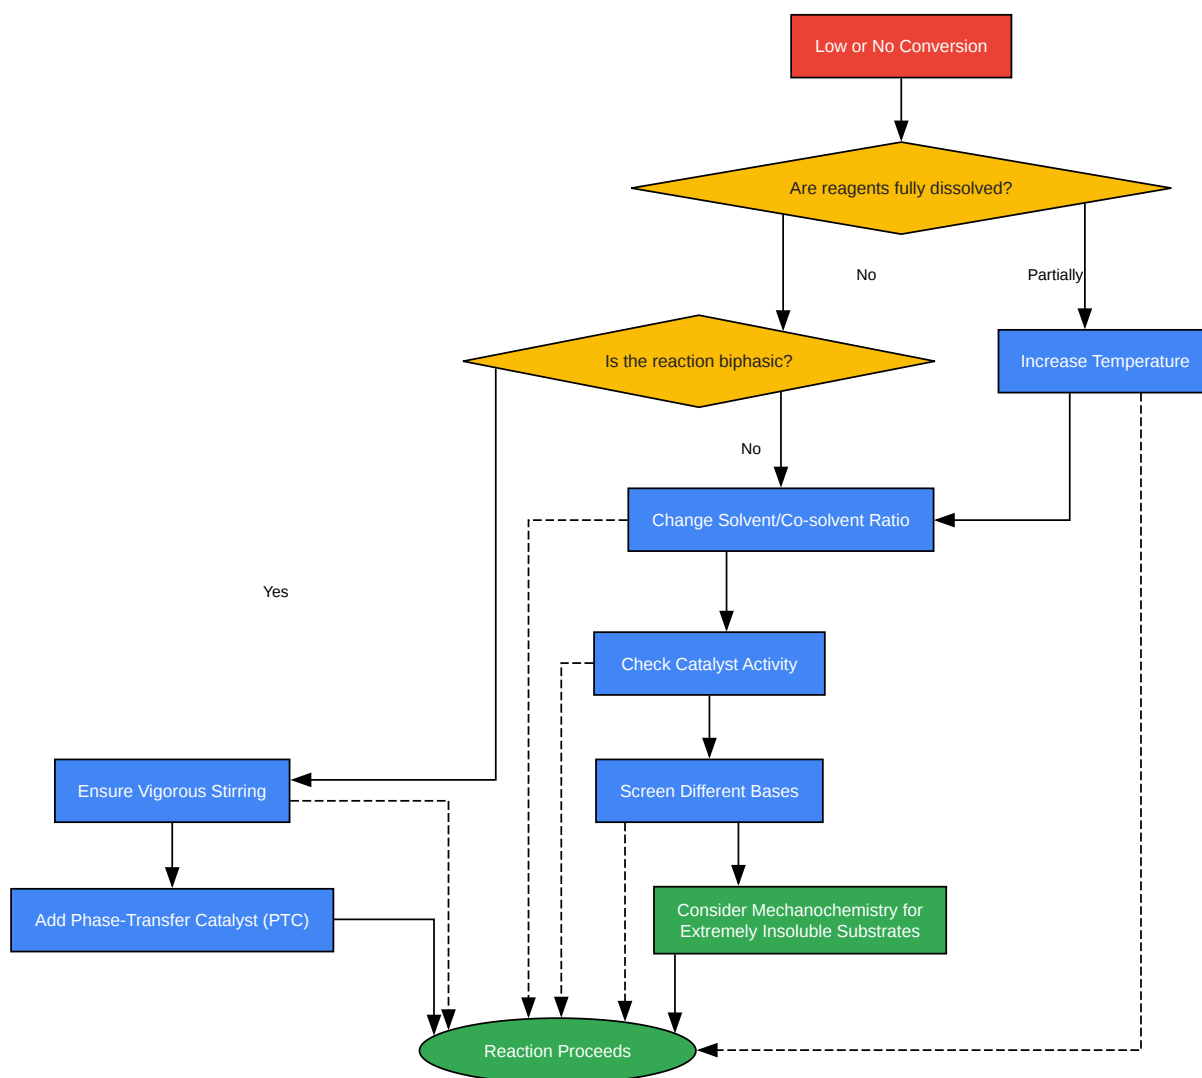 Low or No Conversion
Are reagents fully dissolved?
No
Partially
Is the reaction biphasic?
Increase Temperature
No
Change Solvent/Co-solvent Ratio
Yes
Check Catalyst Activity
Ensure Vigorous Stirring
Screen Different Bases
Add Phase-Transfer Catalyst (PTC)
Consider Mechanochemistry for
Extremely Insoluble Substrates
Reaction Proceeds